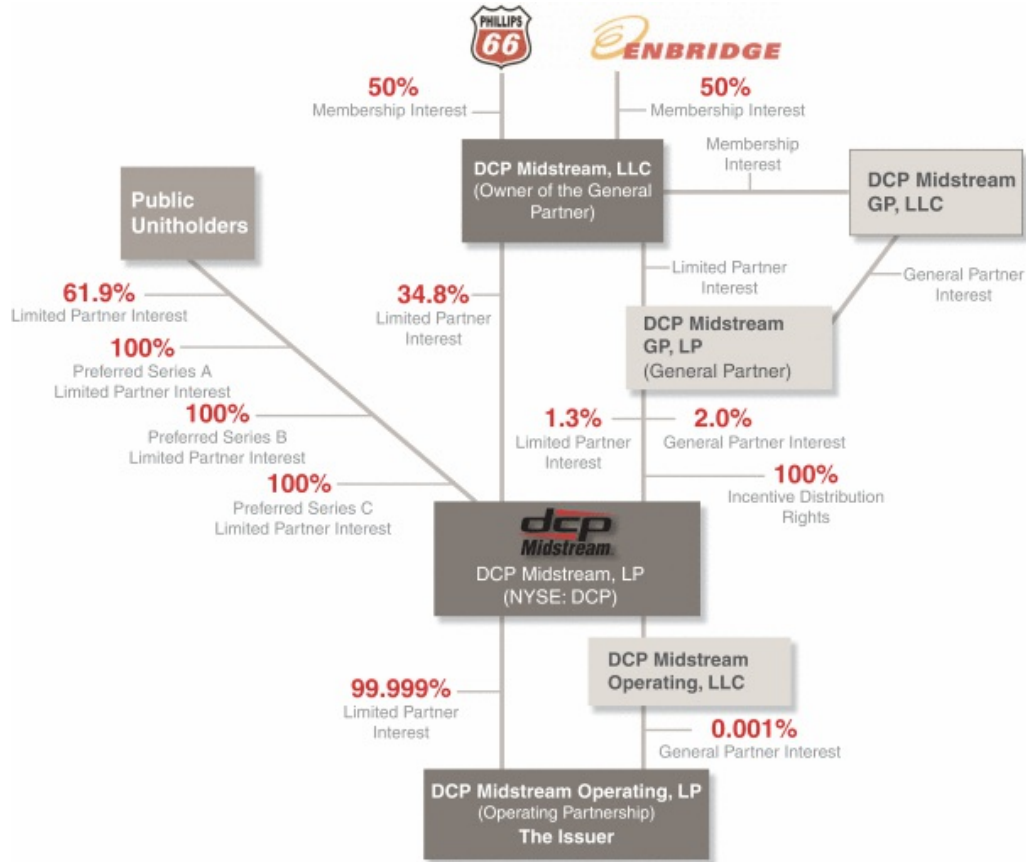 PHILLIPS
66
ENBRIDGE
50%
Membership Interest
50%
Membership Interest
DCP Midstream, LLC
(Owner of the General
Partner)
Membership
Interest
DCP Midstream
GP, LLC
Public
Unitholders
61.9%
Limited Partner Interest
34.8%
Limited Partner
Interest
Limited Partner
Interest
General Partner
Interest
100%
Preferred Series A
Limited Partner Interest
DCP Midstream
GP, LP
(General Partner)
100%
Preferred Series B
Limited Partner Interest
1.3%
Limited Partner
Interest
2.0%
General Partner Interest
100%
Preferred Series C
Limited Partner Interest
100%
Incentive Distribution
Rights
dcp
Midstream.
DCP Midstream, LP
(NYSE: DCP)
DCP Midstream
Operating, LLC
99.999%
Limited Partner
Interest
0.001%
General Partner Interest
DCP Midstream Operating, LP
(Operating Partnership)
The Issuer